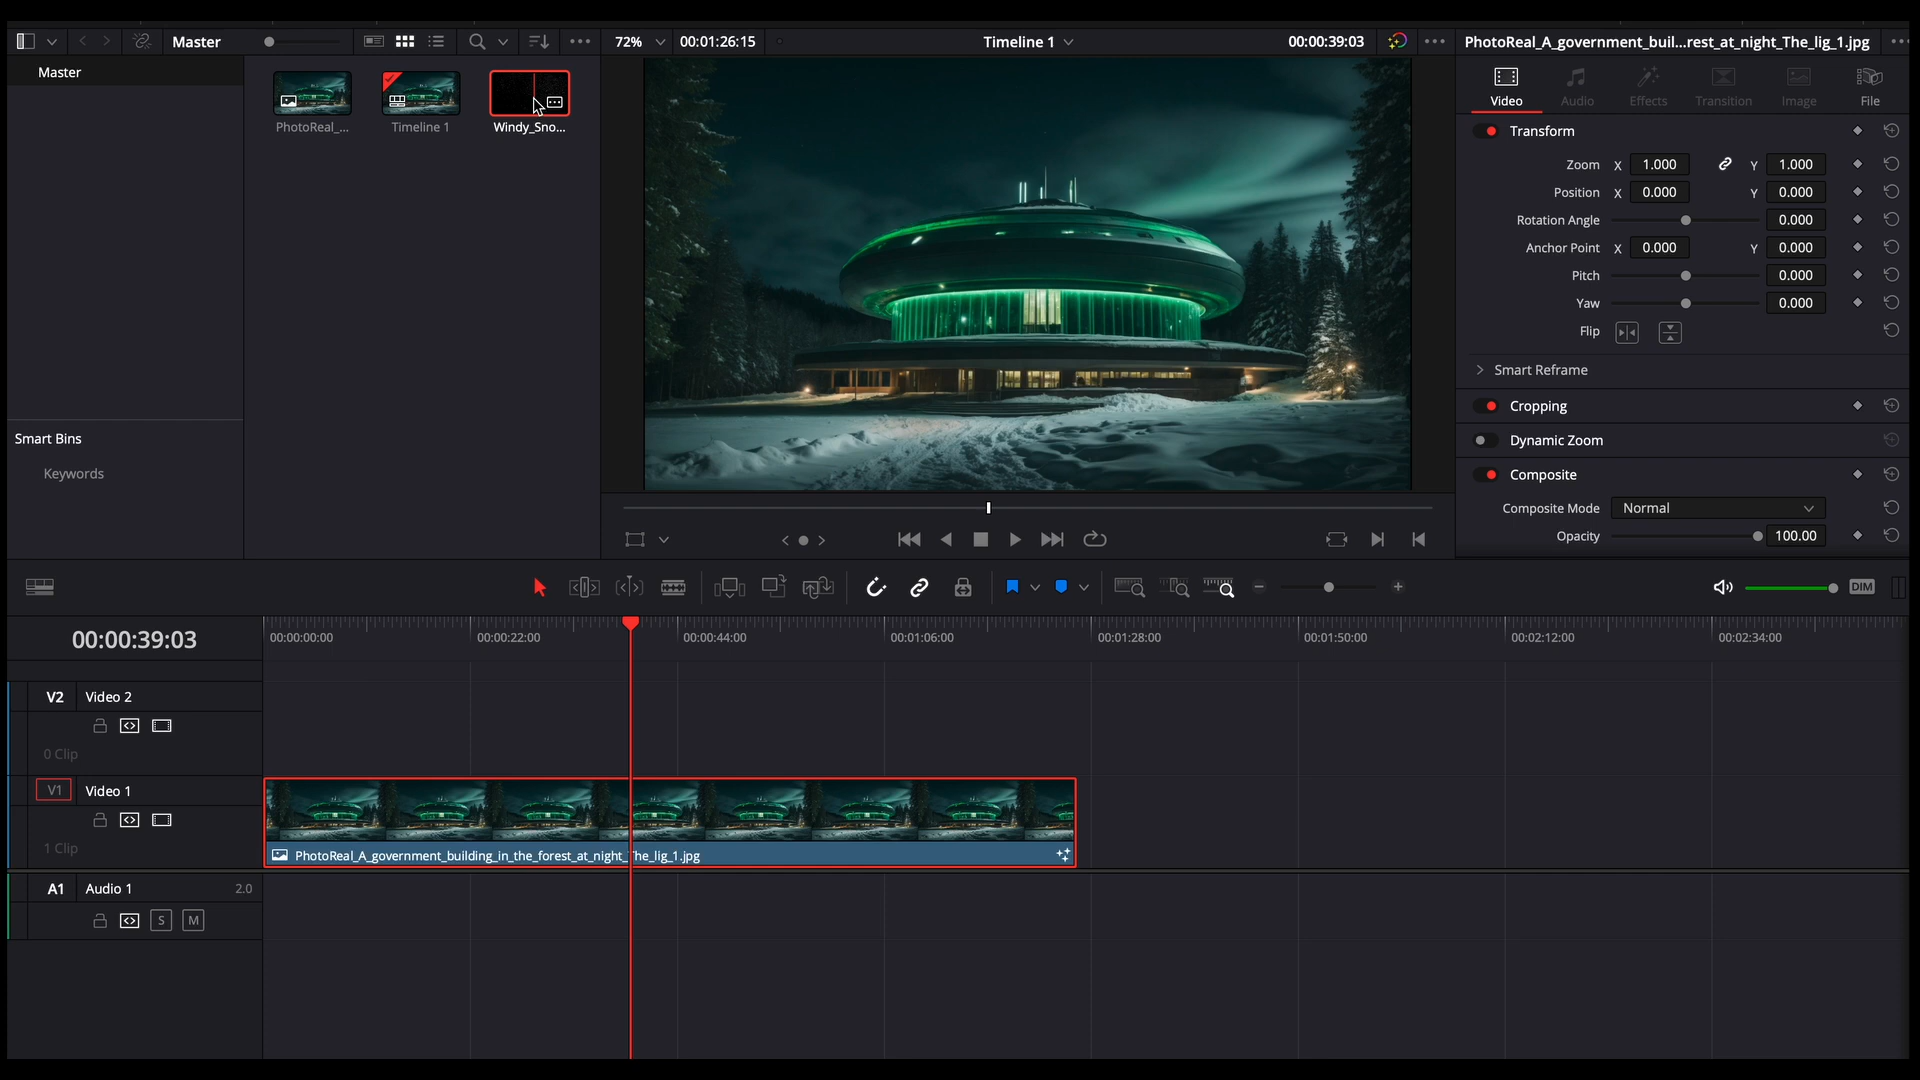 Master
72%
00:01:26:15
Timeline 1
00:00:39:03
PhotoReal_A_government_buil...rest_at_night_The_lig_1.jpg
Master
PhotoReal_...
Timeline 1
Windy_Sno...
Smart Bins
Keywords
Video
Audio
Effects
Transition
Image
File
Transform
Zoom X 1.000 Y 1.000
Position X 0.000 Y 0.000
Rotation Angle 0.000
Anchor Point X 0.000 Y 0.000
Pitch 0.000
Yaw 0.000
Flip
Smart Reframe
Cropping
Dynamic Zoom
Composite
Composite Mode Normal
Opacity 100.00
DIM
00:00:39:03
00:00:00:00
00:00:22:00
00:00:44:00
00:01:06:00
00:01:28:00
00:01:50:00
00:02:12:00
00:02:34:00
V2 Video 2
0 Clip
V1 Video 1
1 Clip
PhotoReal_A_government_building_in_the_forest_at_night_The_lig_1.jpg
A1 Audio 1 2.0
S M